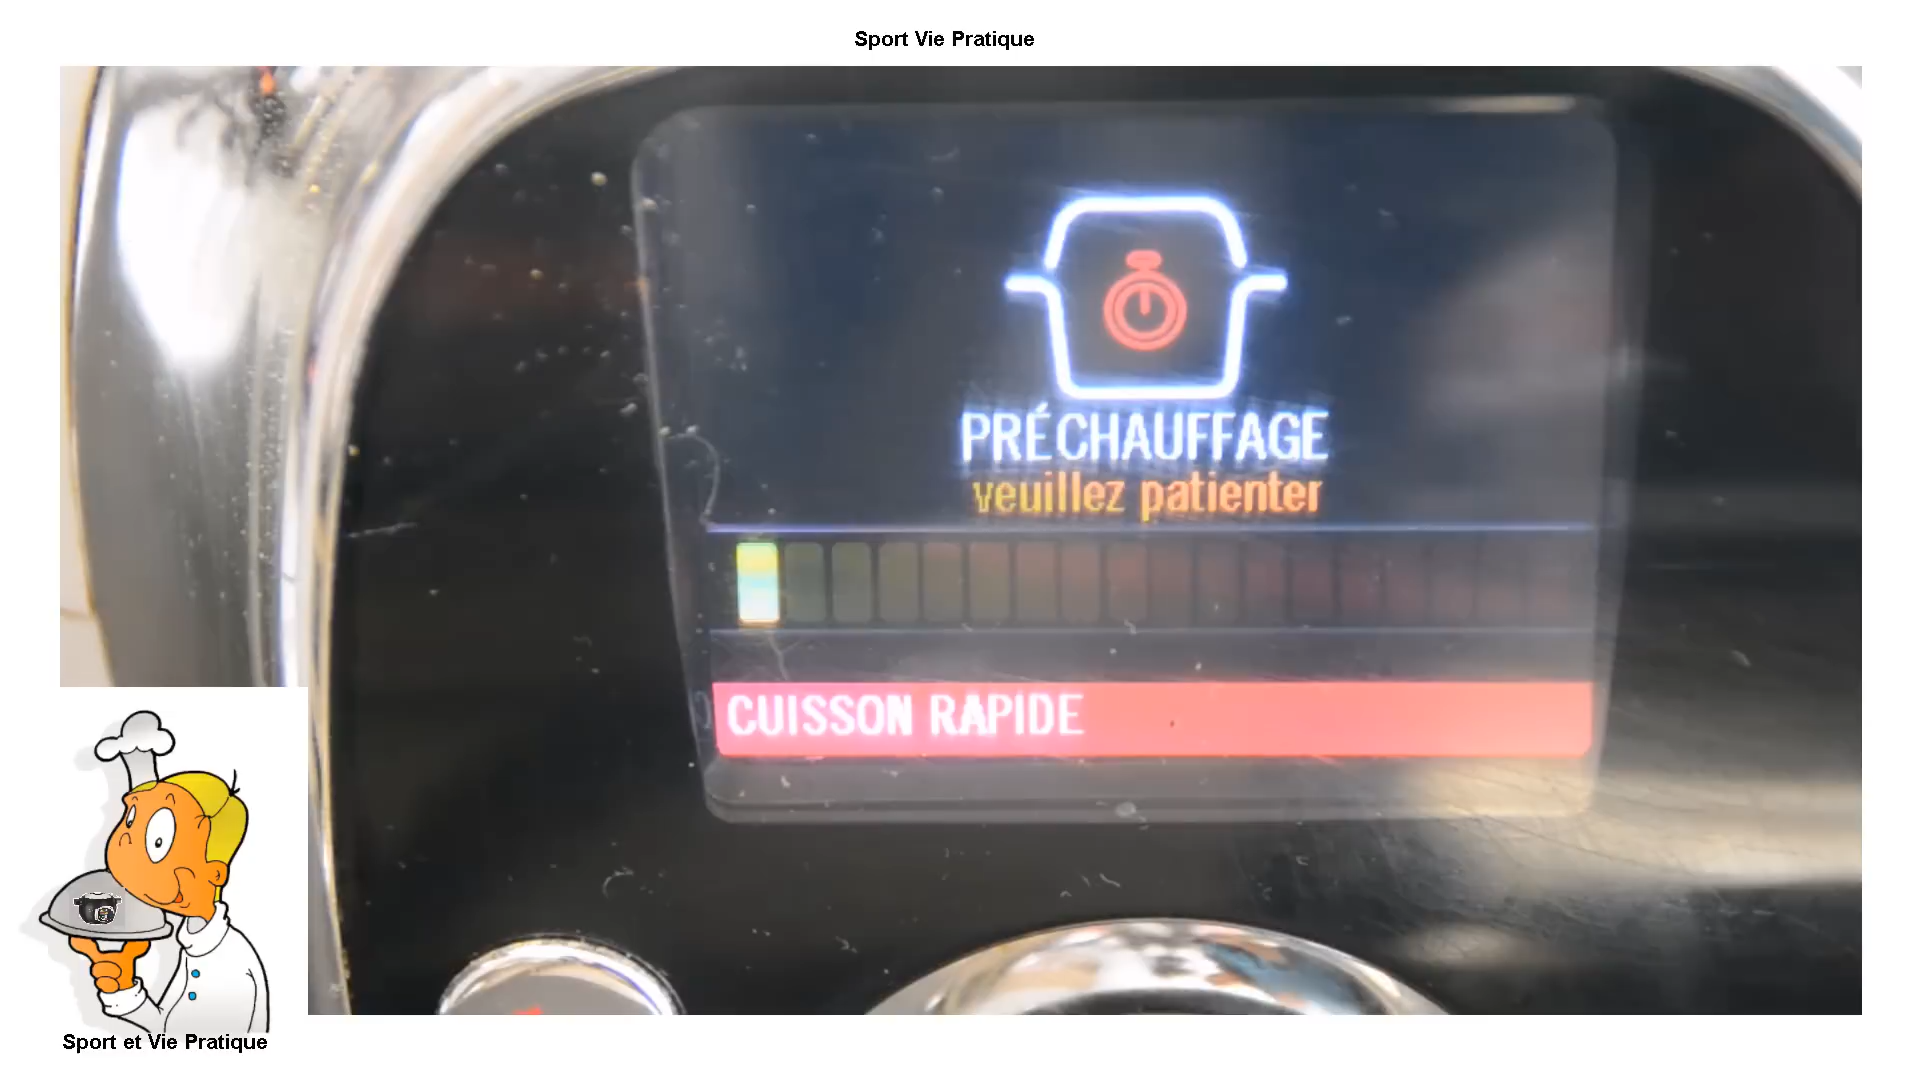 Sport Vie Pratique
PRÉCHAUFFAGE
veuillez patienter
CUISSON RAPIDE
Sport et Vie Pratique